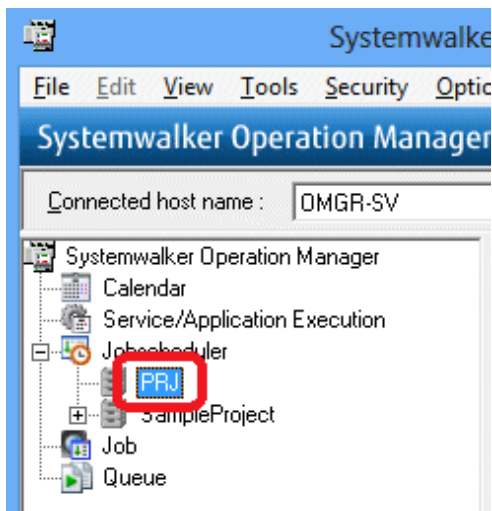 Systemwalke
File Edit View Tools Security Optio
Systemwalker Operation Manager
Connected host name : OMGR-SV
Systemwalker Operation Manager
Calendar
Service/Application Execution
Jobscheduler
PRJ
SampleProject
Job
Queue